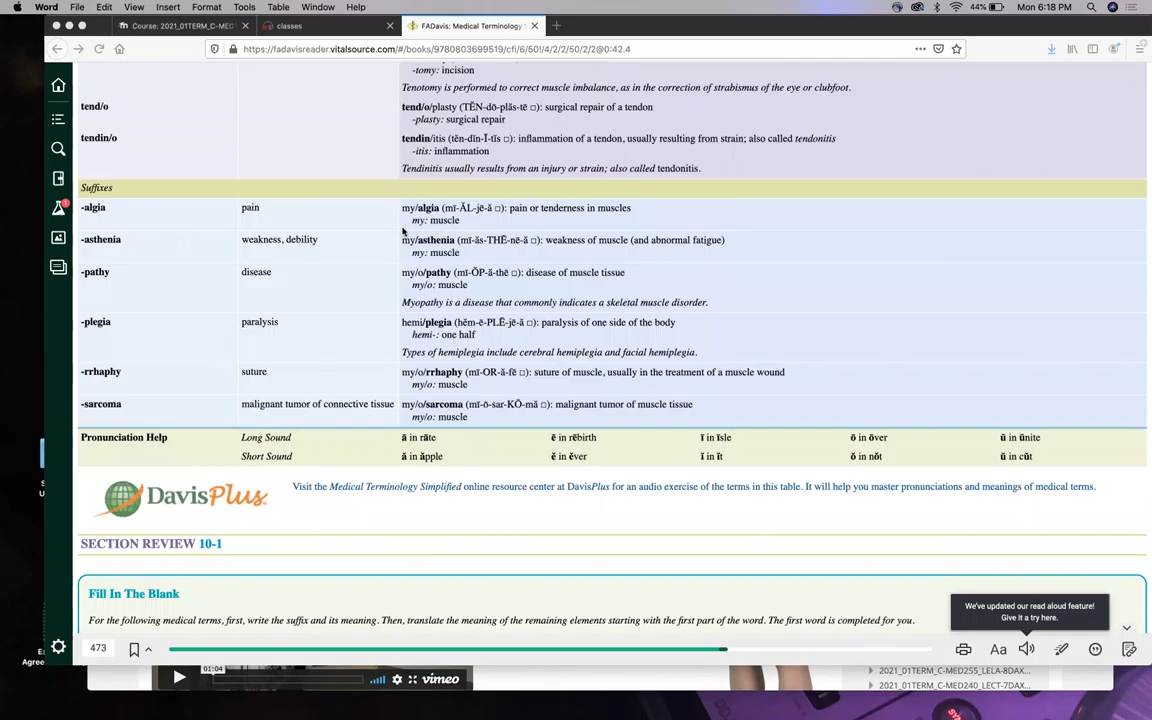 Word File Edit View Insert Format Tools Table Window Help 44% Mon 6:18 PM
Course: 2021_01TERM_C-MED classes FADavis: Medical Terminology
https://fadavisreader.vitalsource.com/#/books/9780803699519/cfi/6/50!/4/2/2/50/2/2@0:42.4
-tomy: incision
Tenotomy is performed to correct muscle imbalance, as in the correction of strabismus of the eye or clubfoot.
tend/o tend/o/plasty (TĔN-dō-plăs-tē □): surgical repair of a tendon
-plasty: surgical repair
tendin/o tendin/itis (tĕn-dĭn-Ī-tĭs □): inflammation of a tendon, usually resulting from strain; also called tendonitis
-itis: inflammation
Tendinitis usually results from an injury or strain; also called tendonitis.
Suffixes
-algia pain my/algia (mī-ĂL-jē-ă □): pain or tenderness in muscles
my: muscle
-asthenia weakness, debility my/asthenia (mī-ăs-THĒ-nē-ă □): weakness of muscle (and abnormal fatigue)
my: muscle
-pathy disease my/o/pathy (mī-ŎP-ă-thē □): disease of muscle tissue
my/o: muscle
Myopathy is a disease that commonly indicates a skeletal muscle disorder.
-plegia paralysis hemi/plegia (hĕm-ē-PLĒ-jē-ă □): paralysis of one side of the body
hemi-: one half
Types of hemiplegia include cerebral hemiplegia and facial hemiplegia.
-rrhaphy suture my/o/rrhaphy (mī-OR-ă-fē □): suture of muscle, usually in the treatment of a muscle wound
my/o: muscle
-sarcoma malignant tumor of connective tissue my/o/sarcoma (mī-ō-sar-KŌ-mă □): malignant tumor of muscle tissue
my/o: muscle
Pronunciation Help Long Sound ā in rāte ē in rēbirth ī in īsle ō in ōver ū in ūnite
Short Sound ă in ăpple ĕ in ĕver ĭ in ĭt ŏ in nŏt ŭ in cŭt
DavisPlus Visit the Medical Terminology Simplified online resource center at DavisPlus for an audio exercise of the terms in this table. It will help you master pronunciations and meanings of medical terms.
SECTION REVIEW 10-1
Fill In The Blank
For the following medical terms, first, write the suffix and its meaning. Then, translate the meaning of the remaining elements starting with the first part of the word. The first word is completed for you.
We've updated our read aloud feature!
Give it a try here.
473 Aa
Agree
01:04
vimeo
2021_01TERM_C-MED255_LELA-8DAX...
2021_01TERM_C-MED240_LECT-7DAX...